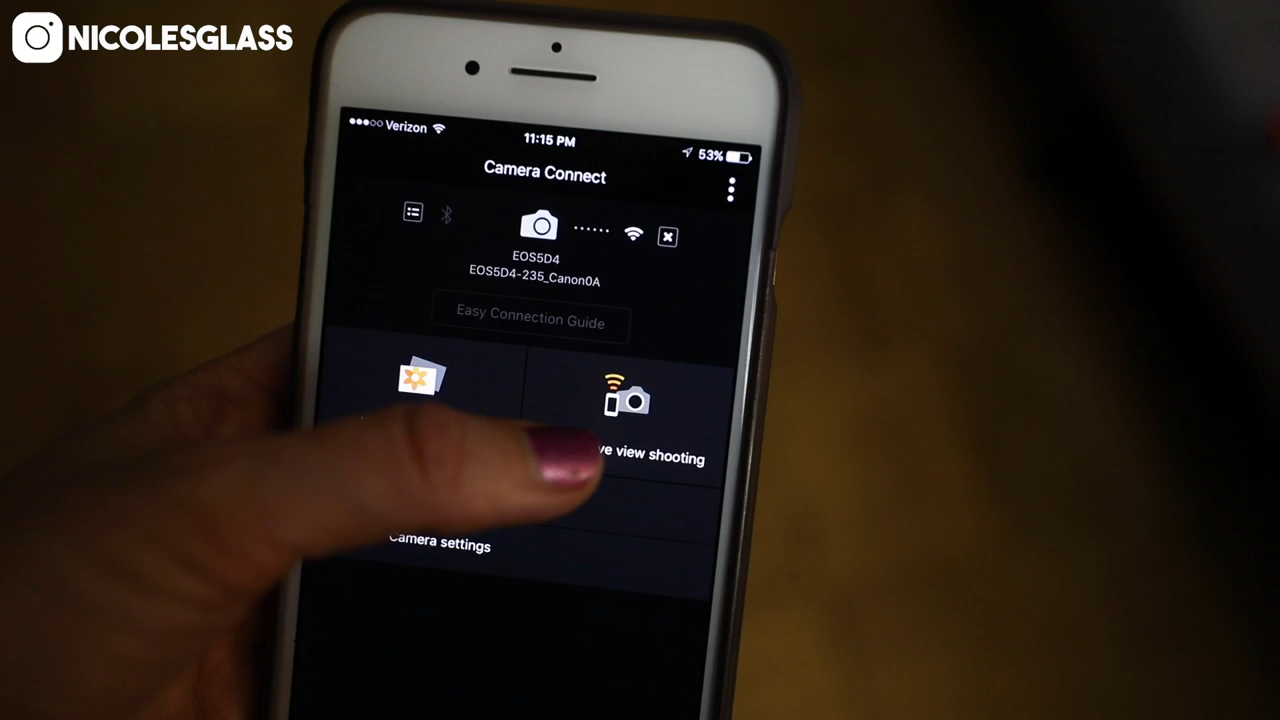 NICOLESGLASS
Verizon 11:15 PM 53%
Camera Connect
EOS5D4
EOS5D4-235_Canon0A
Easy Connection Guide
ve view shooting
Camera settings